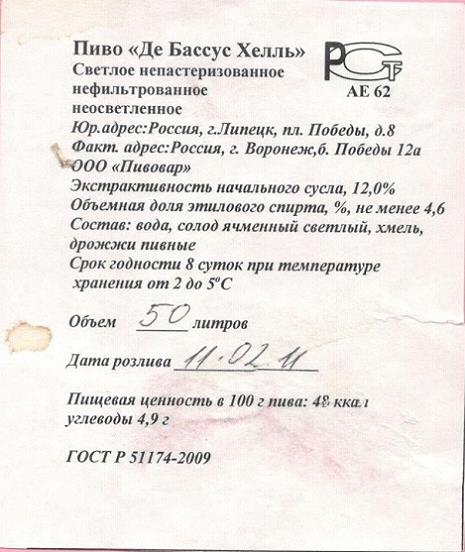 Пиво «Де Бассус Хелль»
РСТ
Светлое непастеризованное
АЕ 62
нефильтрованное
неосветленное
Юр.адрес:Россия, г.Липецк, пл. Победы, д.8
Факт. адрес:Россия, г. Воронеж,б. Победы 12а
ООО «Пивовар»
Экстрактивность начального сусла, 12,0%
Объемная доля этилового спирта, %, не менее 4,6
Состав: вода, солод ячменный светлый, хмель,
дрожжи пивные
Срок годности 8 суток при температуре
хранения от 2 до 5ºС
Объем 50 литров
Дата розлива 11.02.11
Пищевая ценность в 100 г пива: 48 ккал
углеводы 4,9 г
ГОСТ Р 51174-2009